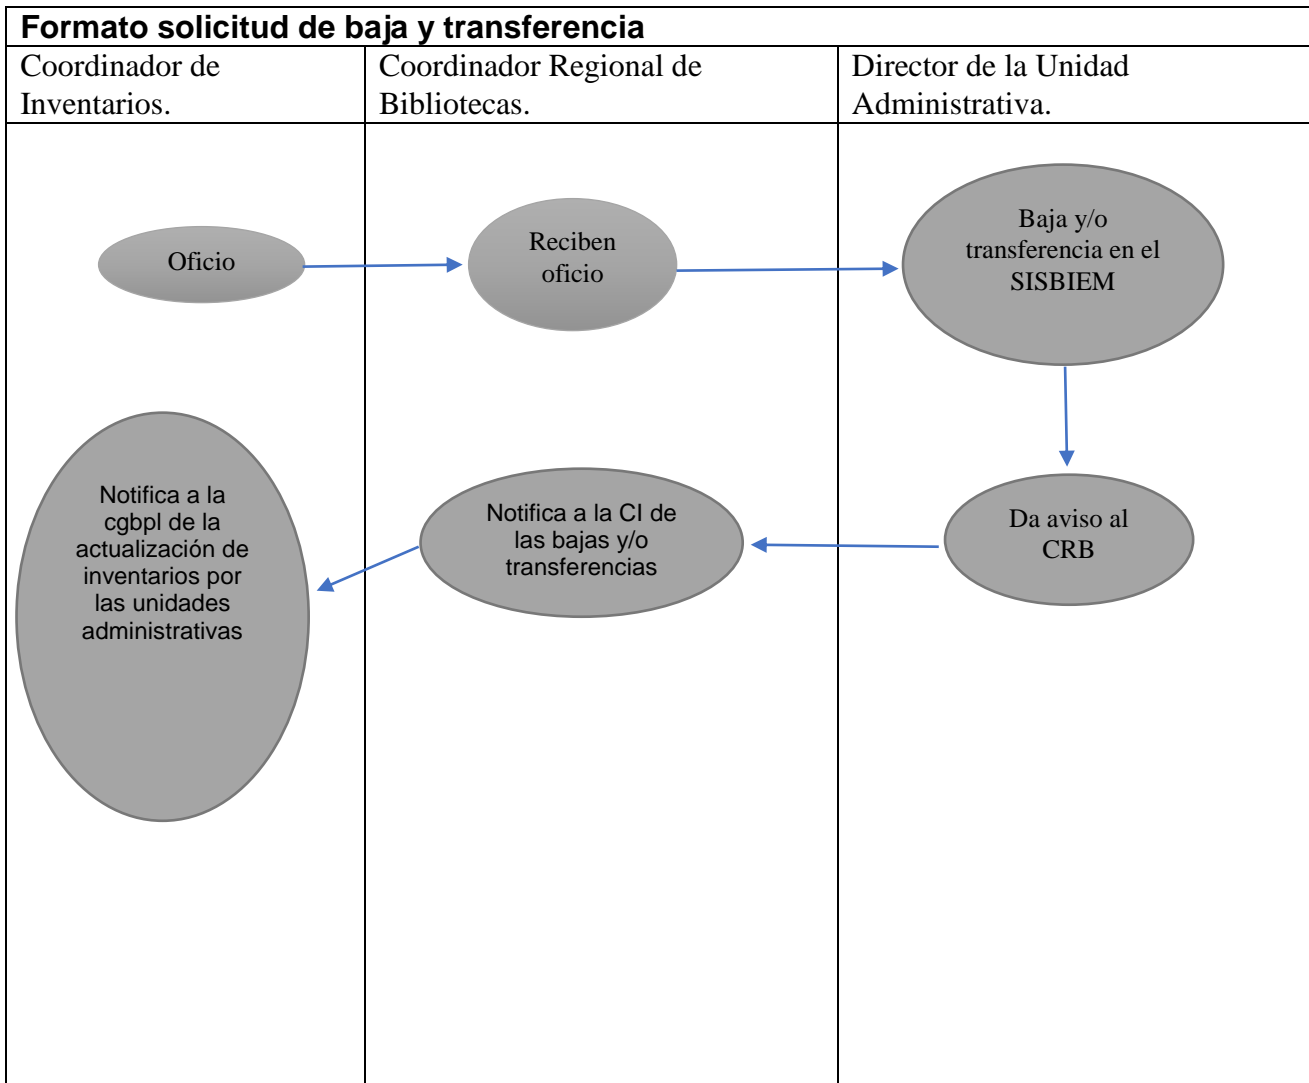 Formato solicitud de baja y transferencia
Coordinador de
Inventarios.
Coordinador Regional de
Bibliotecas.
Director de la Unidad
Administrativa.
Oficio
Reciben
oficio
Baja y/o
transferencia en el
SISBIEM
Notifica a la
cgbpl de la
actualización de
inventarios por
las unidades
administrativas
Notifica a la CI de
las bajas y/o
transferencias
Da aviso al
CRB